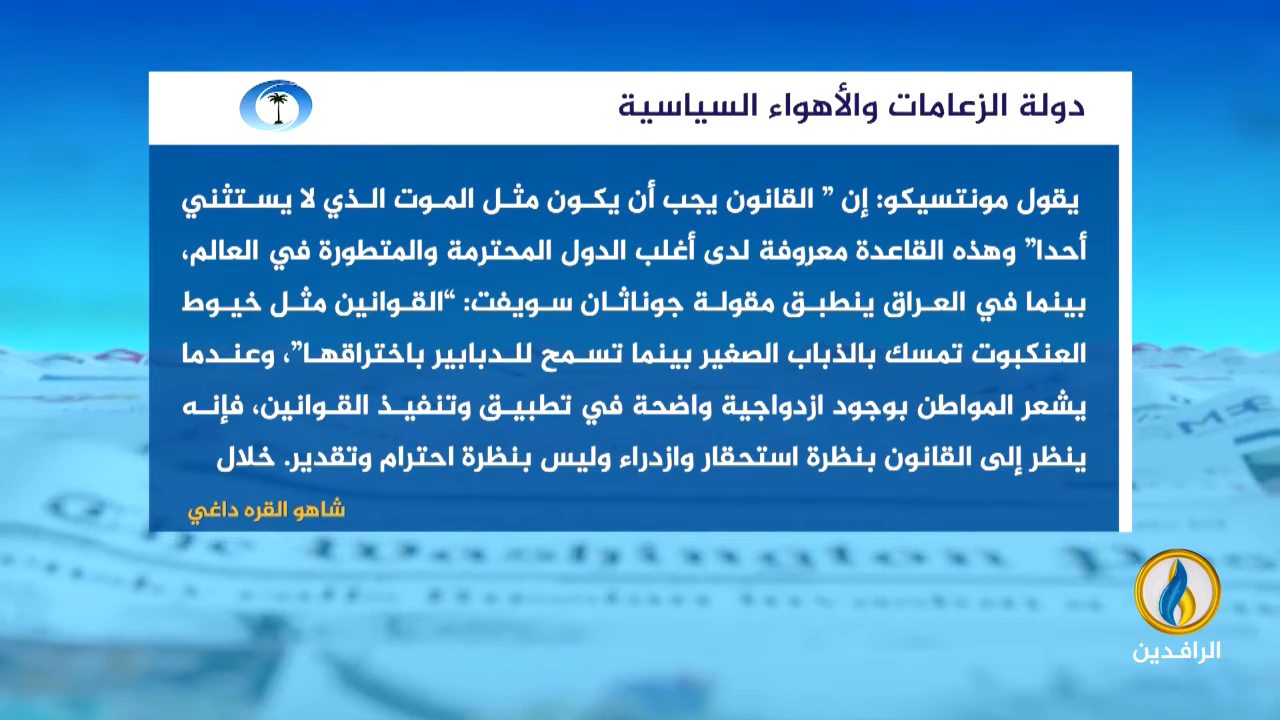 دولة الزعامات والأهواء السياسية
يقول مونتسيكو: إن ” القانون يجب أن يكون مثل الموت الذي لا يستثني
أحدا” وهذه القاعدة معروفة لدى أغلب الدول المحترمة والمتطورة في العالم،
بينما في العراق ينطبق مقولة جوناثان سويفت: “القوانين مثل خيوط
العنكبوت تمسك بالذباب الصغير بينما تسمح للدبابير باختراقها”، وعندما
يشعر المواطن بوجود ازدواجية واضحة في تطبيق وتنفيذ القوانين، فإنه
ينظر إلى القانون بنظرة استحقار وازدراء وليس بنظرة احترام وتقدير. خلال
شاهو القره داغي
الرافدين